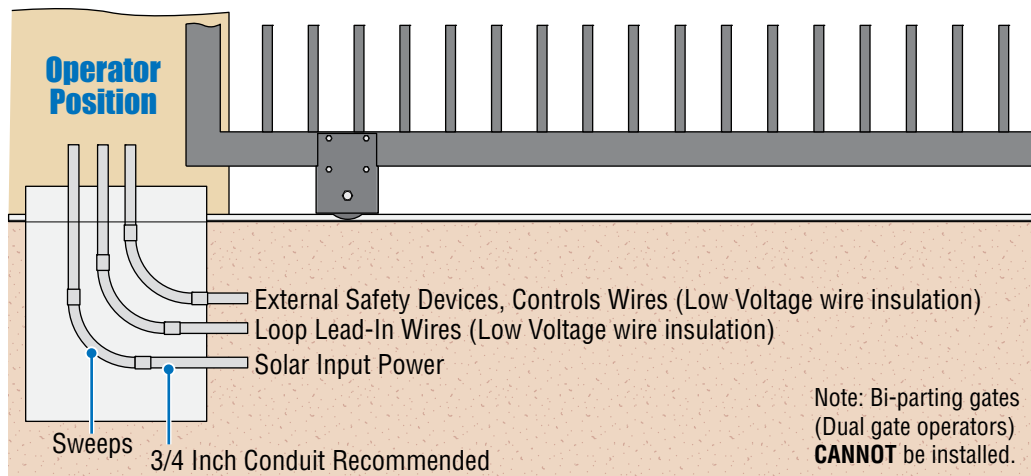 Operator
Position
External Safety Devices, Controls Wires (Low Voltage wire insulation)
Loop Lead-In Wires (Low Voltage wire insulation)
Solar Input Power
Sweeps
3/4 Inch Conduit Recommended
Note: Bi-parting gates
(Dual gate operators)
CANNOT be installed.